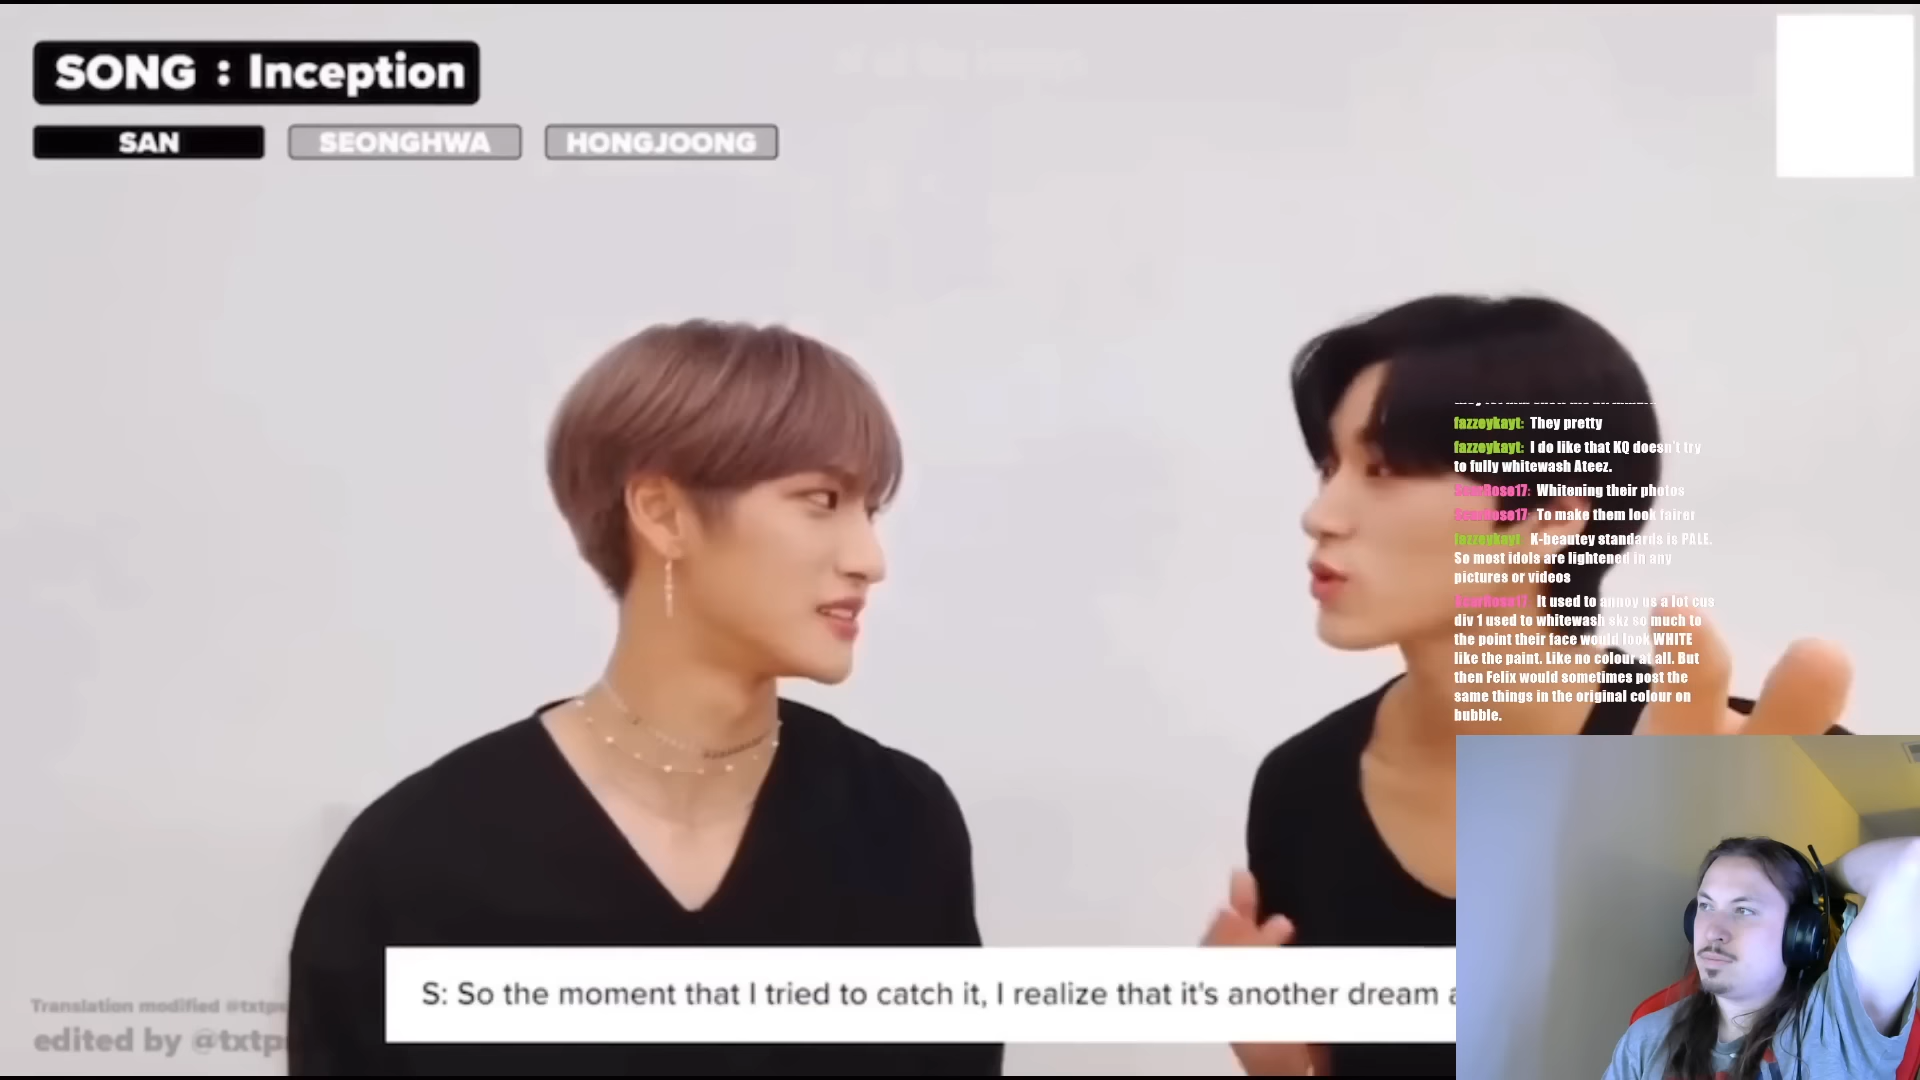 SONG : Inception
SAN SEONGHWA HONGJOONG
fazzeykayt: They pretty
fazzeykayt: I do like that KQ doesn't try
to fully whitewash Ateez.
Whitening their photos
To make them look fairer
fazzeykayt K-beautey standards is PALE.
So most idols are lightened in any
pictures or videos
It used to annoy us a lot cus
div 1 used to whitewash skz so much to
the point their face would look WHITE
like the paint. Like no colour at all. But
then Felix would sometimes post the
same things in the original colour on
bubble.
S: So the moment that I tried to catch it, I realize that it's another dream
Translation modified
edited by